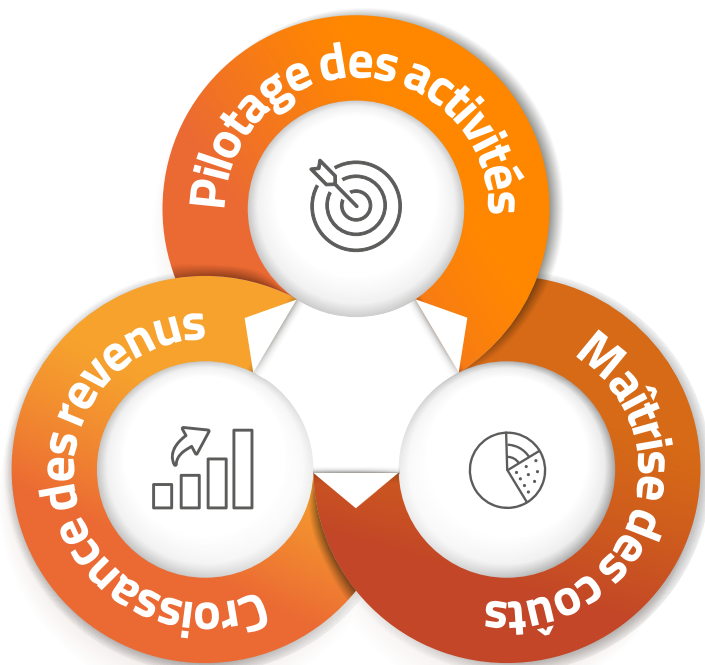 Pilotage des activités
Croissance des revenus
Maîtrise des coûts